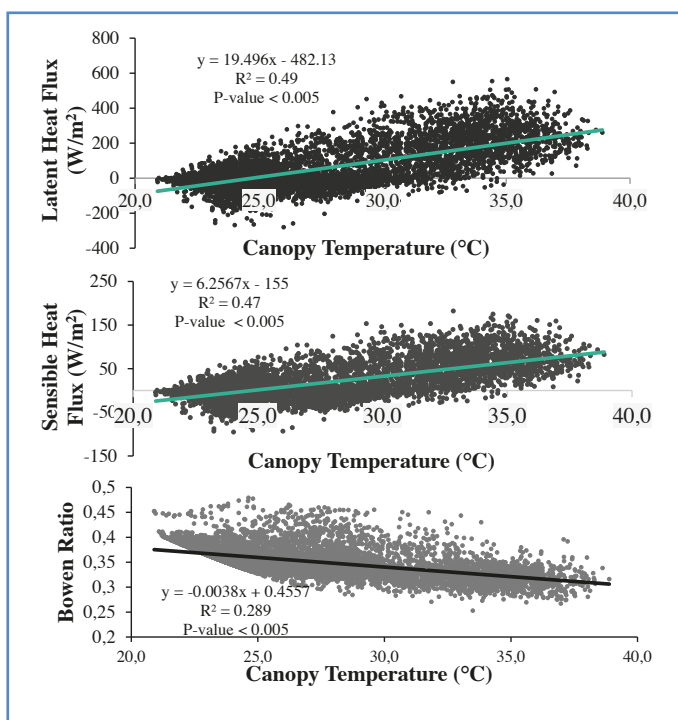 800
600
400
200
0
-200
-400
Latent Heat Flux
(W/m²)
y = 19.496x - 482.13
R² = 0.49
P-value < 0.005
20,0 25,0 30,0 35,0 40,0
Canopy Temperature (°C)
250
150
50
-50
-150
Sensible Heat
Flux (W/m²)
y = 6.2567x - 155
R² = 0.47
P-value < 0.005
20,0 25,0 30,0 35,0 40,0
Canopy Temperature (°C)
0,5
0,45
0,4
0,35
0,3
0,25
0,2
Bowen Ratio
y = -0.0038x + 0.4557
R² = 0.289
P-value < 0.005
20,0 25,0 30,0 35,0 40,0
Canopy Temperature (°C)